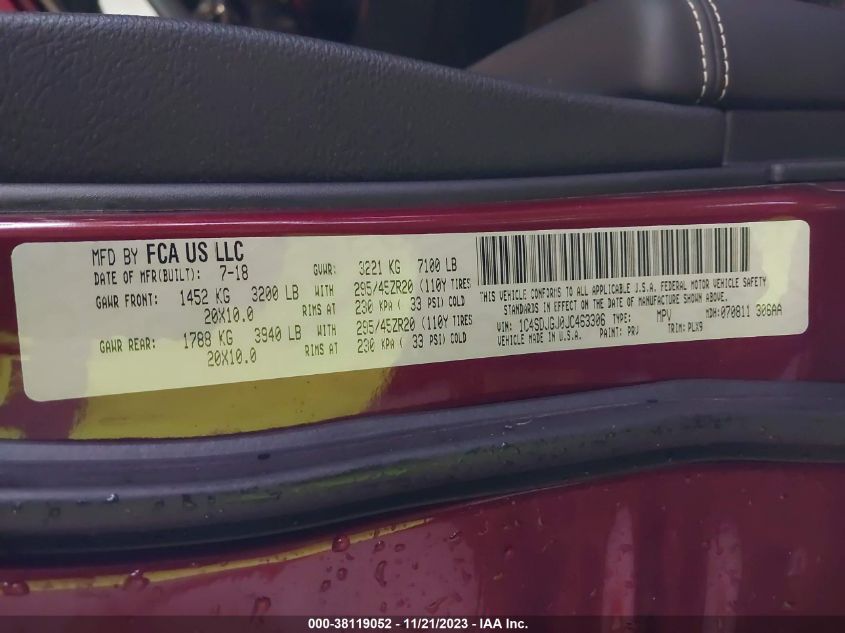 MFD BY FCA US LLC
DATE OF MFR(BUILT): 7-18 GVWR: 3221 KG 7100 LB
GAWR FRONT: 1452 KG 3200 LB WITH 295/45ZR20 (110Y TIRES
20X10.0 RIMS AT 230 KPA ( 33 PSI) COLD
GAWR REAR: 1788 KG 3940 LB WITH 295/45ZR20 (110Y TIRES
20X10.0 RIMS AT 230 KPA ( 33 PSI) COLD
THIS VEHICLE CONFORMS TO ALL APPLICABLE U.S.A. FEDERAL MOTOR VEHICLE SAFETY
STANDARDS IN EFFECT ON THE DATE OF MANUFACTURE SHOWN ABOVE.
VIN: 1C4SDJGJ0JC463306 TYPE: MPV MDH: 070811 306AA
VEHICLE MADE IN U.S.A. PAINT: PRV TRIM: PLX9
000-38119052 - 11/21/2023 - IAA Inc.